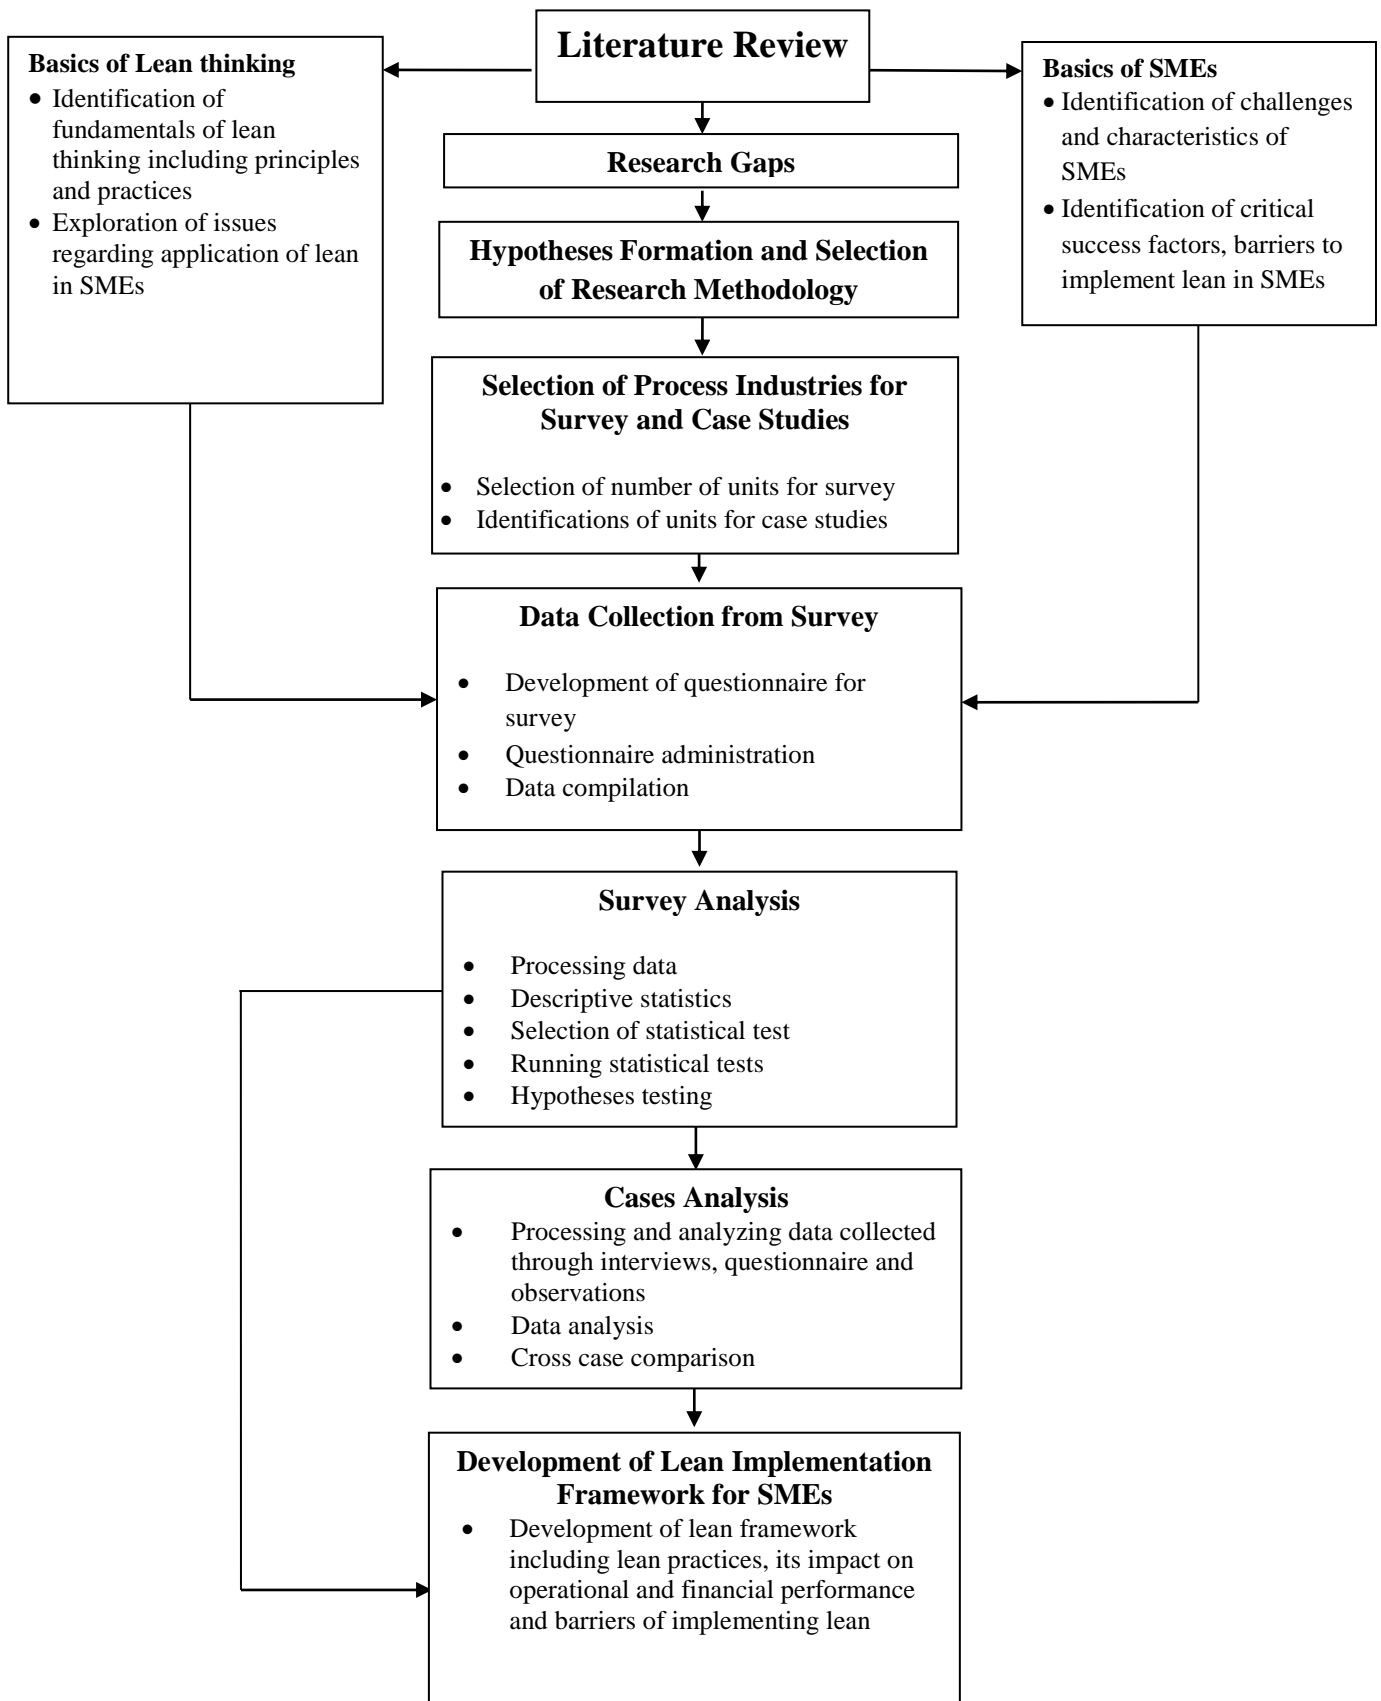 Literature Review
Basics of Lean thinking
• Identification of
fundamentals of lean
thinking including principles
and practices
• Exploration of issues
regarding application of lean
in SMEs
Basics of SMEs
• Identification of challenges
and characteristics of
SMEs
• Identification of critical
success factors, barriers to
implement lean in SMEs
Research Gaps
Hypotheses Formation and Selection
of Research Methodology
Selection of Process Industries for
Survey and Case Studies
• Selection of number of units for survey
• Identifications of units for case studies
Data Collection from Survey
• Development of questionnaire for
survey
• Questionnaire administration
• Data compilation
Survey Analysis
• Processing data
• Descriptive statistics
• Selection of statistical test
• Running statistical tests
• Hypotheses testing
Cases Analysis
• Processing and analyzing data collected
through interviews, questionnaire and
observations
• Data analysis
• Cross case comparison
Development of Lean Implementation
Framework for SMEs
• Development of lean framework
including lean practices, its impact on
operational and financial performance
and barriers of implementing lean